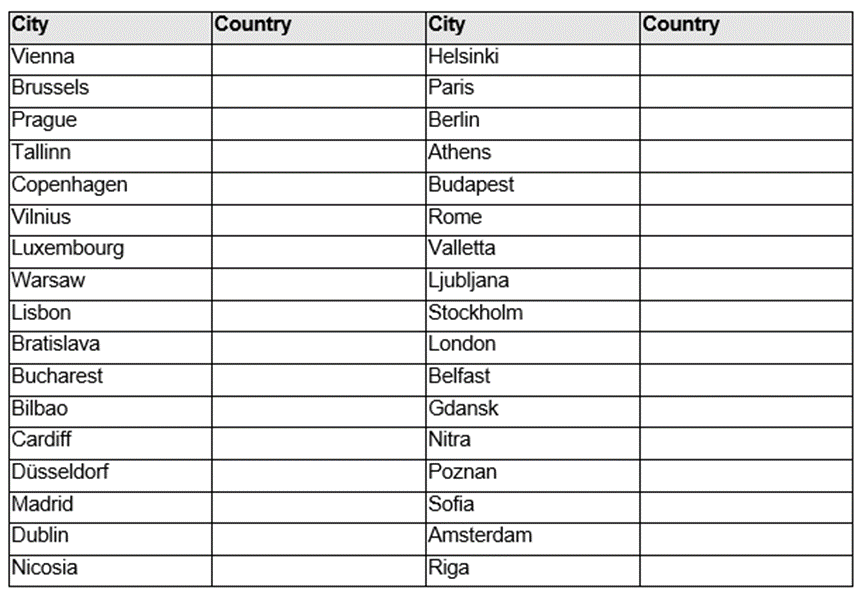 City Country City Country
Vienna Helsinki
Brussels Paris
Prague Berlin
Tallinn Athens
Copenhagen Budapest
Vilnius Rome
Luxembourg Valletta
Warsaw Ljubljana
Lisbon Stockholm
Bratislava London
Bucharest Belfast
Bilbao Gdansk
Cardiff Nitra
Düsseldorf Poznan
Madrid Sofia
Dublin Amsterdam
Nicosia Riga